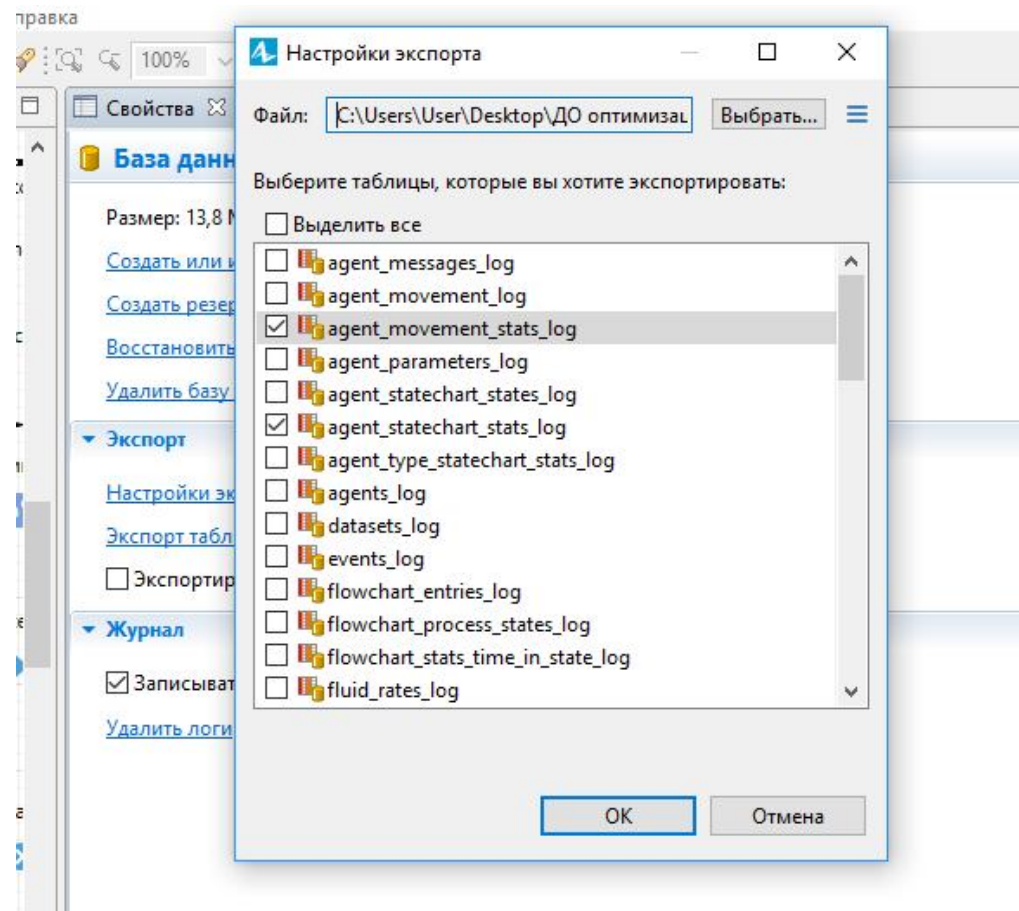 правка
100%
Свойства
База данн
Размер: 13,8 М
Создать или и
Создать резер
Восстановить
Удалить базу
Экспорт
Настройки эк
Экспорт табл
Экспортир
Журнал
Записыват
Удалить логи
Настройки экспорта
Файл: C:\Users\User\Desktop\ДО оптимизац Выбрать...
Выберите таблицы, которые вы хотите экспортировать:
Выделить все
agent_messages_log
agent_movement_log
agent_movement_stats_log
agent_parameters_log
agent_statechart_states_log
agent_statechart_stats_log
agent_type_statechart_stats_log
agents_log
datasets_log
events_log
flowchart_entries_log
flowchart_process_states_log
flowchart_stats_time_in_state_log
fluid_rates_log
OK Отмена